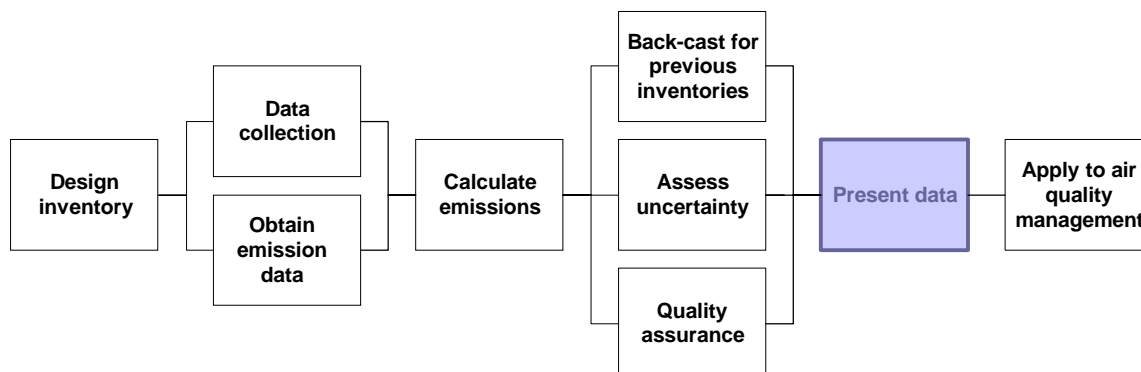 Design
inventory
Data
collection
Obtain
emission
data
Calculate
emissions
Back-cast for
previous
inventories
Assess
uncertainty
Quality
assurance
Present data
Apply to air
quality
management